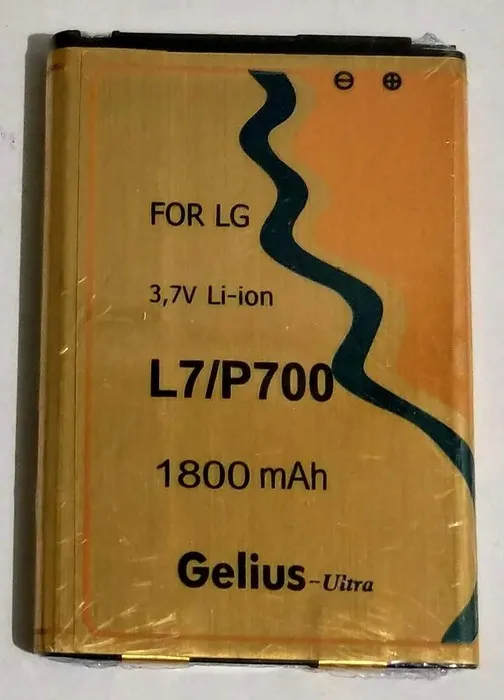 ⊖ ⊕
FOR LG
3,7V Li-ion
L7/P700
1800 mAh
Gelius--Ultra